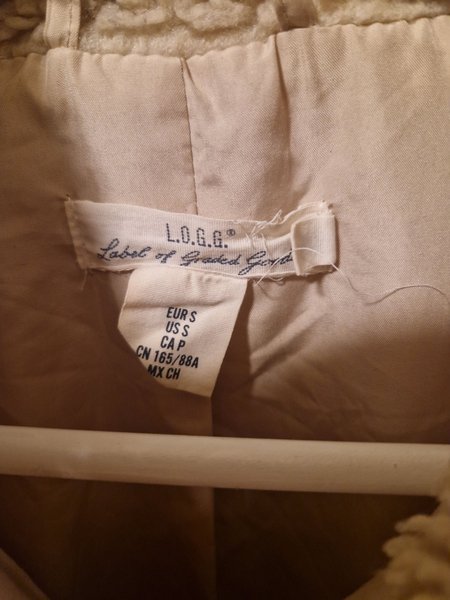 L.O.G.G.®
Label of Graded Goods
EUR S
US S
CA P
CN 165/88A
MX CH